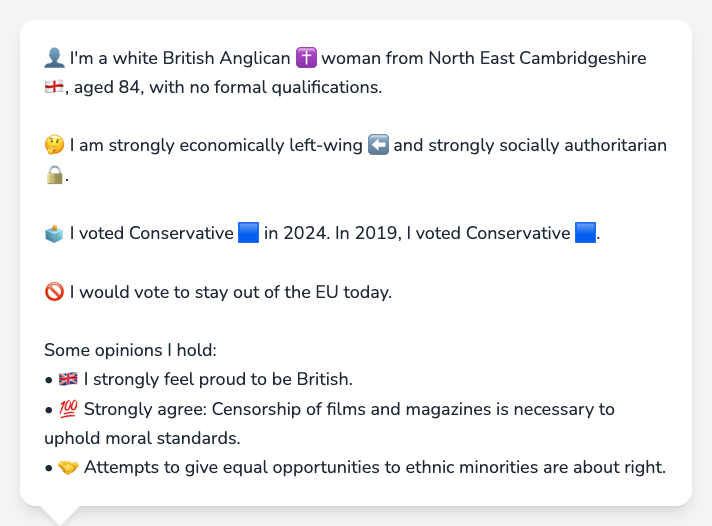 👤 I'm a white British Anglican ✝️ woman from North East Cambridgeshire
🏴󠁧󠁢󠁥󠁮󠁧󠁿, aged 84, with no formal qualifications.
🤔 I am strongly economically left-wing ⬅️ and strongly socially authoritarian
🔒.
🗳️ I voted Conservative 🟦 in 2024. In 2019, I voted Conservative 🟦.
🚫 I would vote to stay out of the EU today.
Some opinions I hold:
• 🇬🇧 I strongly feel proud to be British.
• 💯 Strongly agree: Censorship of films and magazines is necessary to
uphold moral standards.
• 🤝 Attempts to give equal opportunities to ethnic minorities are about right.